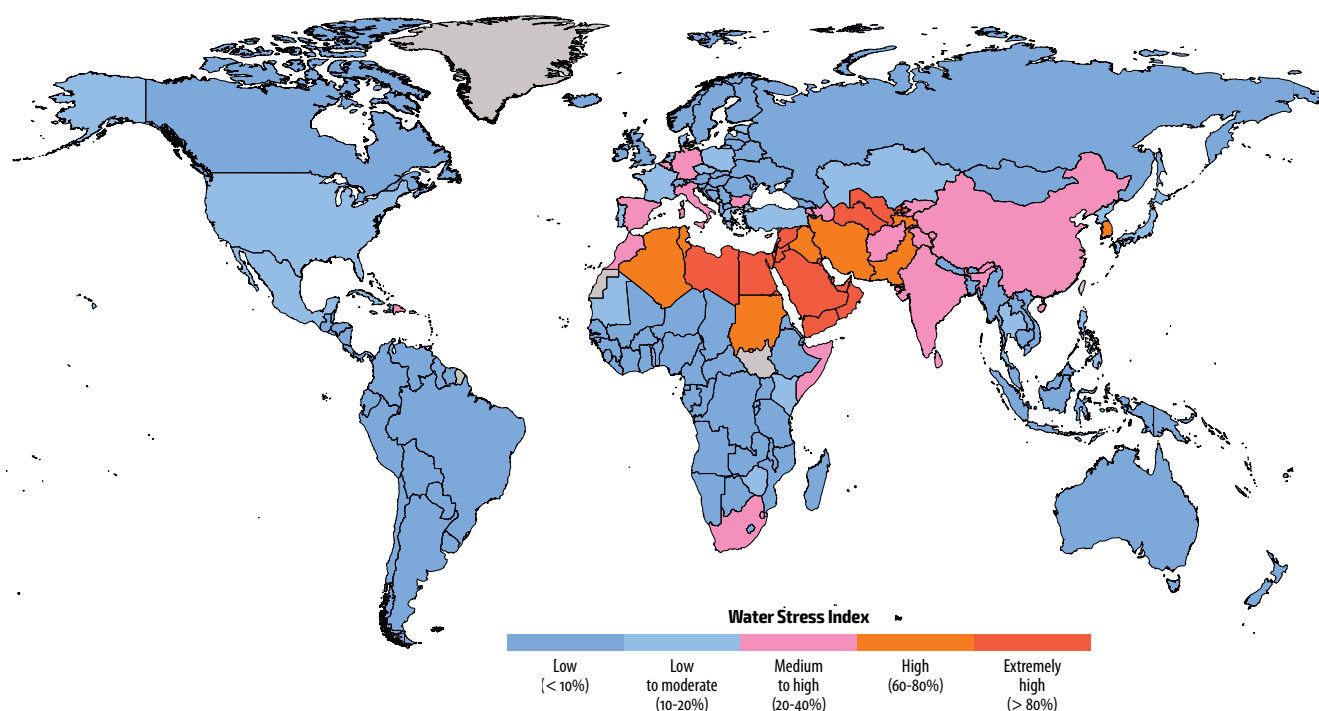 Water Stress Index
Low
(< 10%)
Low
to moderate
(10-20%)
Medium
to high
(20-40%)
High
(60-80%)
Extremely
high
(> 80%)